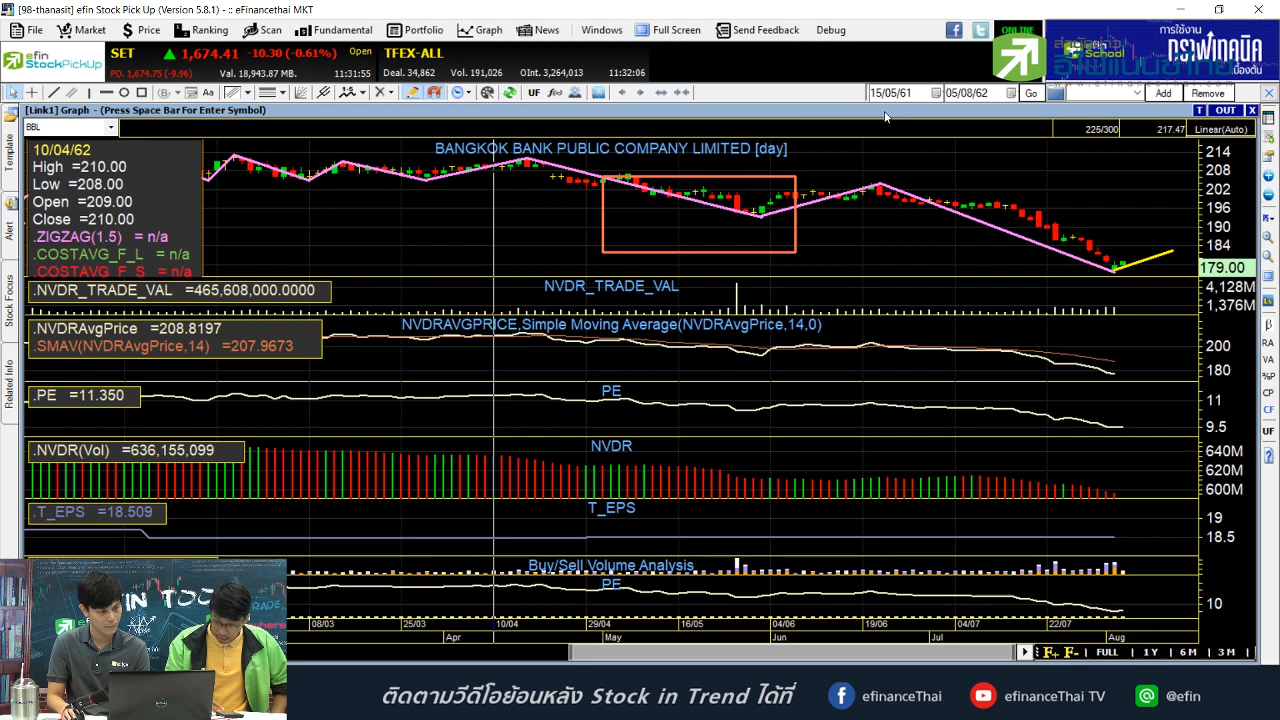 [98-thanasit] efin Stock Pick Up (Version 5.8.1) - :: eFinancethai MKT
File Market Price Ranking Scan Fundamental Portfolio Graph News Windows Full Screen Send Feedback Debug
ONLINE
efin StockPickUp
SET 1,674.41 -10.30 (-0.61%) Open TFEX-ALL
PO. 1,674.75 (-9.96) Val. 18,943.87 M. 11:31:55 Deal. 34,862 Vol. 191,026 OInt. 3,264,013 11:32:06
การใช้งาน
efin School
กราฟเทคนิค
เบื้องต้น
UF 15/05/61 05/08/62 Go Add Remove
[Link1] Graph - (Press Space Bar For Enter Symbol) T OUT X
BBL 225/300 217.47 Linear(Auto)
BANGKOK BANK PUBLIC COMPANY LIMITED [day]
10/04/62
High =210.00
Low =208.00
Open =209.00
Close =210.00
.ZIGZAG(1.5) = n/a
.COSTAVG_F_L = n/a
.COSTAVG_F_S = n/a
214
208
202
196
190
184
179.00
.NVDR_TRADE_VAL =465,608,000.0000
NVDR_TRADE_VAL
4,128M
1,376M
.NVDRAvgPrice =208.8197
.SMAV(NVDRAvgPrice,14) =207.9673
NVDRAVGPRICE,Simple Moving Average(NVDRAvgPrice,14,0)
200
180
.PE =11.350
PE
11
9.5
.NVDR(Vol) =636,155,099
NVDR
640M
620M
600M
.T_EPS =18.509
T_EPS
19
18.5
Buy/Sell Volume Analysis
PE
10
08/03 25/03 10/04 29/04 16/05 04/06 19/06 04/07 22/07
Apr May Jun Jul Aug
F+ F- FULL 1 Y 6 M 3 M
Template
Alert
Stock Focus
Related Info
RA
VA
%P
CP
CF
UF
ติดตามวีดีโอย้อนหลัง Stock in Trend ได้ที่ efinanceThai efinanceThai TV @efin